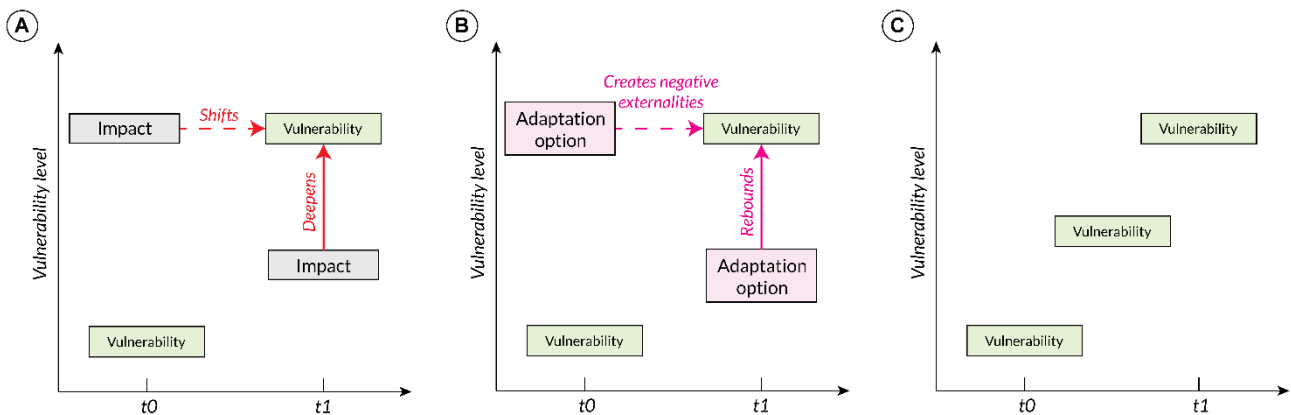 A
Vulnerability level
Impact
Shifts
Vulnerability
Deepens
Impact
Vulnerability
t0
t1
B
Vulnerability level
Creates negative
externalities
Adaptation
option
Vulnerability
Rebounds
Adaptation
option
Vulnerability
t0
t1
C
Vulnerability level
Vulnerability
Vulnerability
Vulnerability
t0
t1